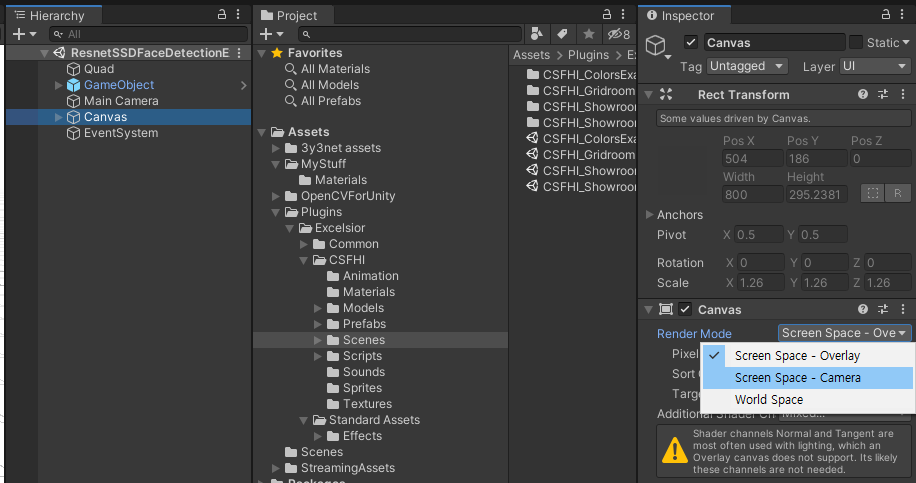 Hierarchy
All
ResnetSSDFaceDetectionE
Quad
GameObject
Main Camera
Canvas
EventSystem
Project
8
Favorites
All Materials
All Models
All Prefabs
Assets
3y3net assets
MyStuff
Materials
OpenCVForUnity
Plugins
Excelsior
Common
CSFHI
Animation
Materials
Models
Prefabs
Scenes
Scripts
Sounds
Sprites
Textures
Standard Assets
Effects
Scenes
StreamingAssets
Packages
Assets Plugins E
CSFHI_ColorsExa
CSFHI_Gridroom
CSFHI_Showroor
CSFHI_Showroor
CSFHI_ColorsExa
CSFHI_Gridroom
CSFHI_Showroor
CSFHI_Showroor
Inspector
Canvas Static
Tag Untagged Layer UI
Rect Transform
Some values driven by Canvas.
Pos X Pos Y Pos Z
504 186 0
Width Height
800 295.2381 R
Anchors
Pivot X 0.5 Y 0.5
Rotation X 0 Y 0 Z 0
Scale X 1.26 Y 1.26 Z 1.26
Canvas
Render Mode Screen Space - Ove
Pixel
Screen Space - Overlay
Sort
Screen Space - Camera
Targe
World Space
Additional Shader Ch Mixed...
Shader channels Normal and Tangent are
most often used with lighting, which an
Overlay canvas does not support. Its likely
these channels are not needed.